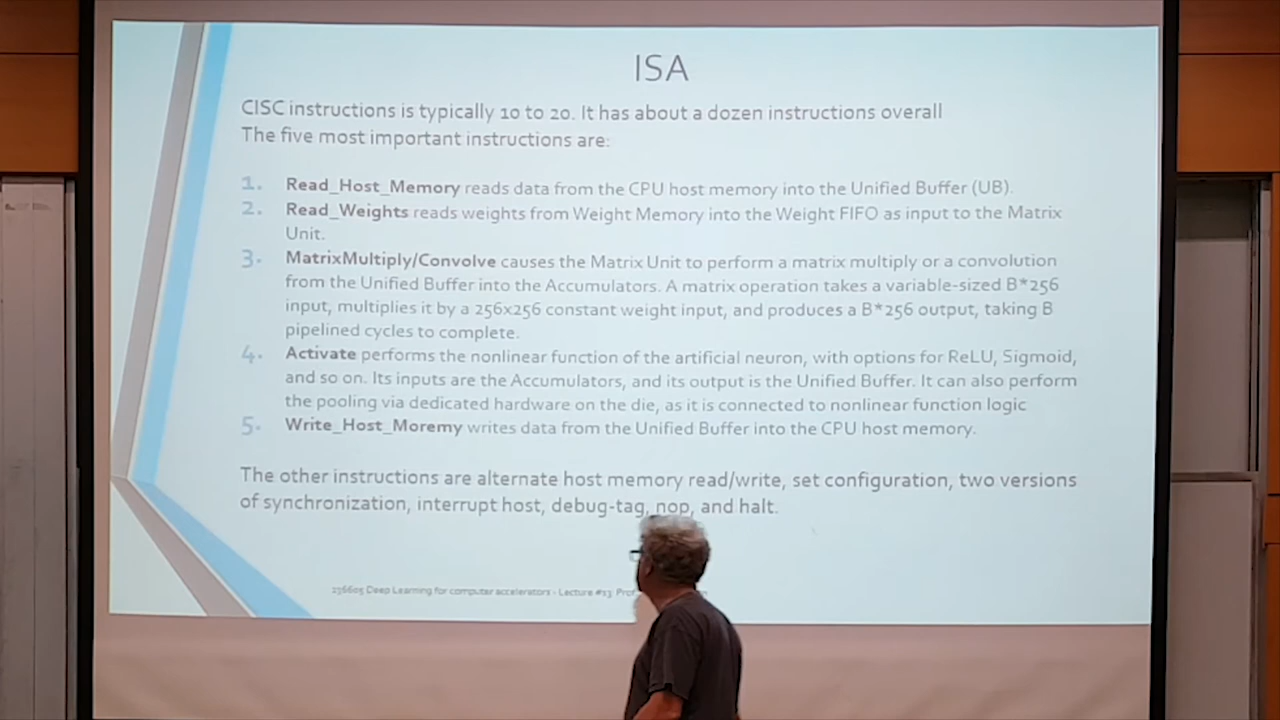 ISA
CISC instructions is typically 10 to 20. It has about a dozen instructions overall
The five most important instructions are:
1. Read_Host_Memory reads data from the CPU host memory into the Unified Buffer (UB).
2. Read_Weights reads weights from Weight Memory into the Weight FIFO as input to the Matrix
Unit.
3. MatrixMultiply/Convolve causes the Matrix Unit to perform a matrix multiply or a convolution
from the Unified Buffer into the Accumulators. A matrix operation takes a variable-sized B*256
input, multiplies it by a 256x256 constant weight input, and produces a B*256 output, taking B
pipelined cycles to complete.
4. Activate performs the nonlinear function of the artificial neuron, with options for ReLU, Sigmoid,
and so on. Its inputs are the Accumulators, and its output is the Unified Buffer. It can also perform
the pooling via dedicated hardware on the die, as it is connected to nonlinear function logic
5. Write_Host_Moremy writes data from the Unified Buffer into the CPU host memory.
The other instructions are alternate host memory read/write, set configuration, two versions
of synchronization, interrupt host, debug-tag, nop, and halt.
236605 Deep Learning for computer accelerators - Lecture #13